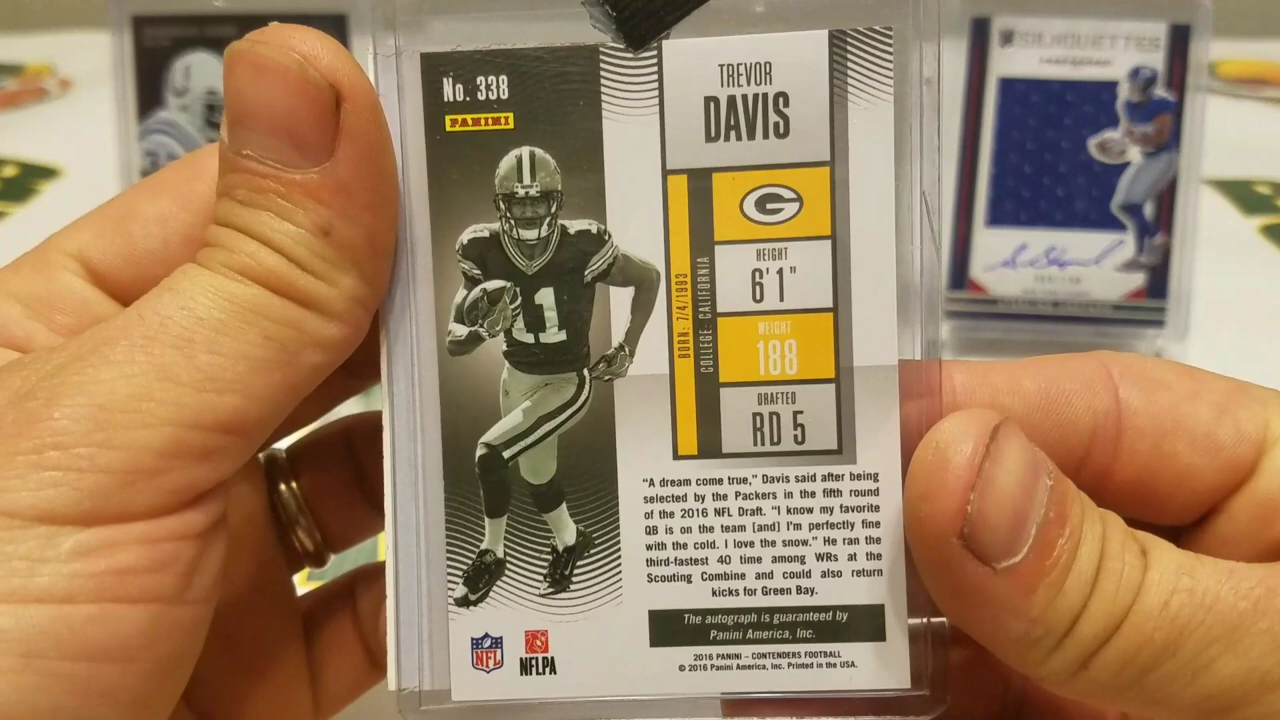 No. 338
PANINI
11
TREVOR
DAVIS
G
BORN: 7/4/1993
COLLEGE: CALIFORNIA
HEIGHT
6'1"
WEIGHT
188
DRAFTED
RD 5
"A dream come true," Davis said after being
selected by the Packers in the fifth round
of the 2016 NFL Draft. "I know my favorite
QB is on the team [and] I'm perfectly fine
with the cold. I love the snow." He ran the
third-fastest 40 time among WRs at the
Scouting Combine and could also return
kicks for Green Bay.
The autograph is guaranteed by
Panini America, Inc.
NFL
NFLPA
2016 PANINI – CONTENDERS FOOTBALL
© 2016 Panini America, Inc. Printed in the USA.
SILHOUETTES